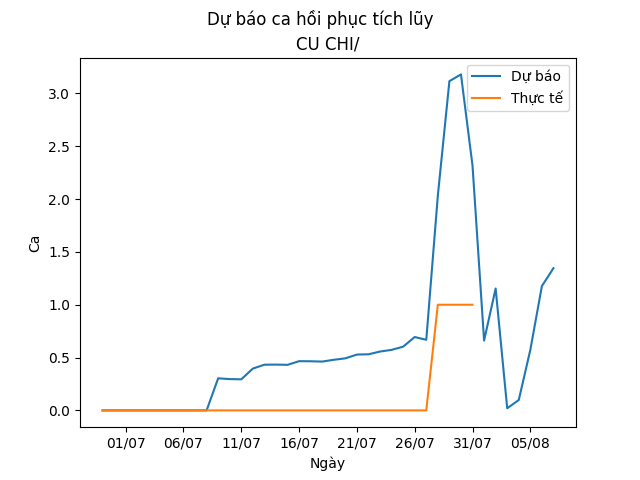 Dự báo ca hồi phục tích lũy
CU CHI/
Dự báo
Thực tế
Ca
3.0
2.5
2.0
1.5
1.0
0.5
0.0
01/07 06/07 11/07 16/07 21/07 26/07 31/07 05/08
Ngày